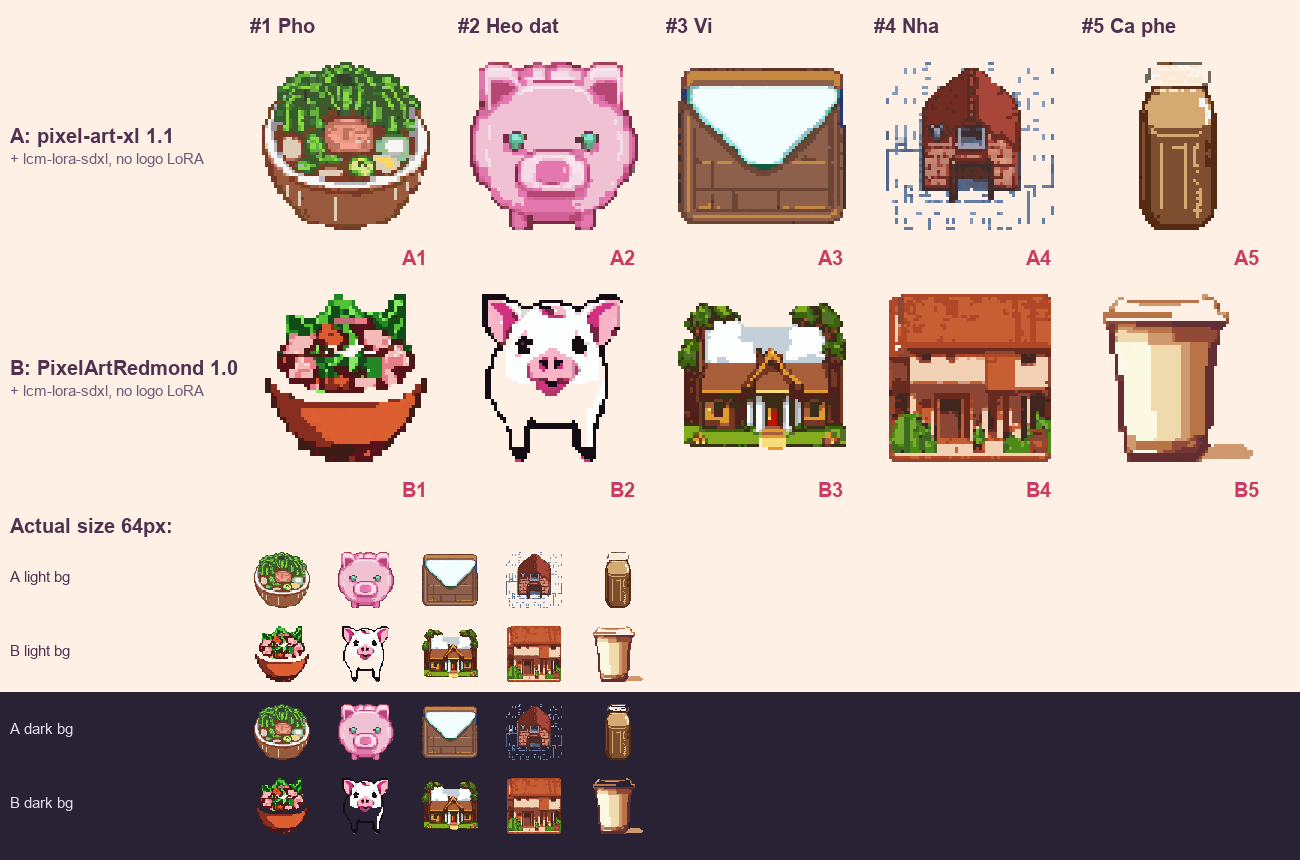 #1 Pho
#2 Heo dat
#3 Vi
#4 Nha
#5 Ca phe
A: pixel-art-xl 1.1
+ lcm-lora-sdxl, no logo LoRA
A1
A2
A3
A4
A5
B: PixelArtRedmond 1.0
+ lcm-lora-sdxl, no logo LoRA
B1
B2
B3
B4
B5
Actual size 64px:
A light bg
B light bg
A dark bg
B dark bg